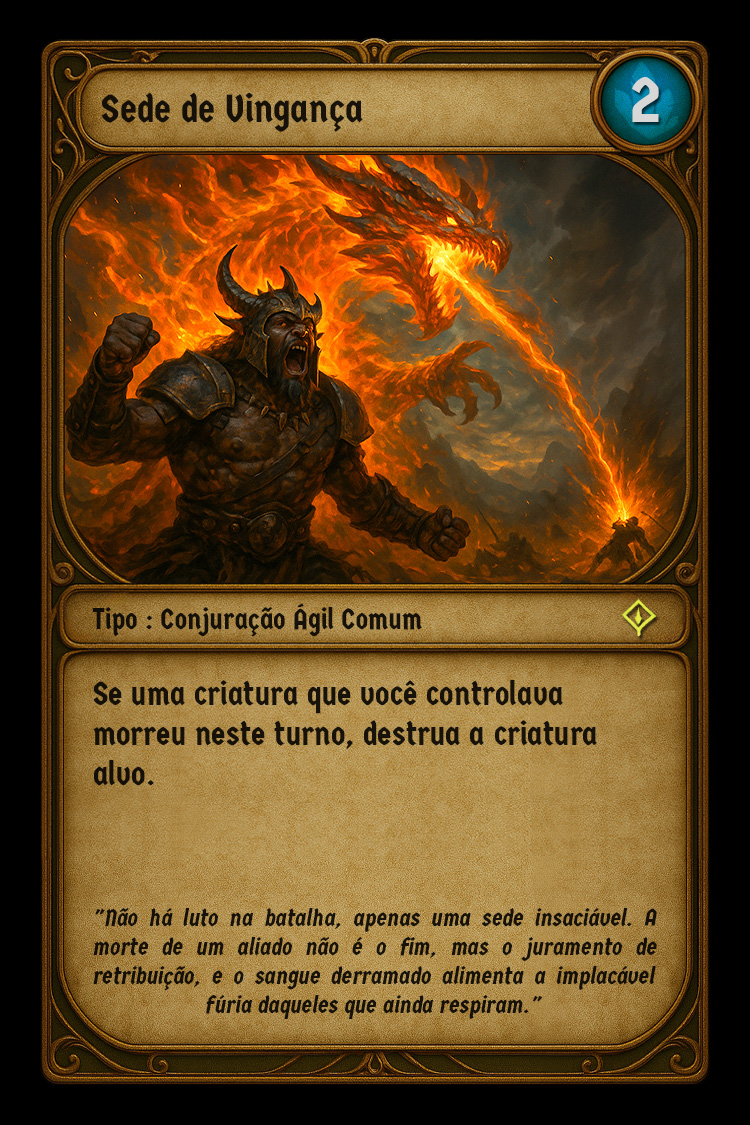 Sede de Vingança
2
Tipo : Conjuração Ágil Comum
Se uma criatura que você controlava
morreu neste turno, destrua a criatura
alvo.
"Não há luto na batalha, apenas uma sede insaciável. A
morte de um aliado não é o fim, mas o juramento de
retribuição, e o sangue derramado alimenta a implacável
fúria daqueles que ainda respiram."